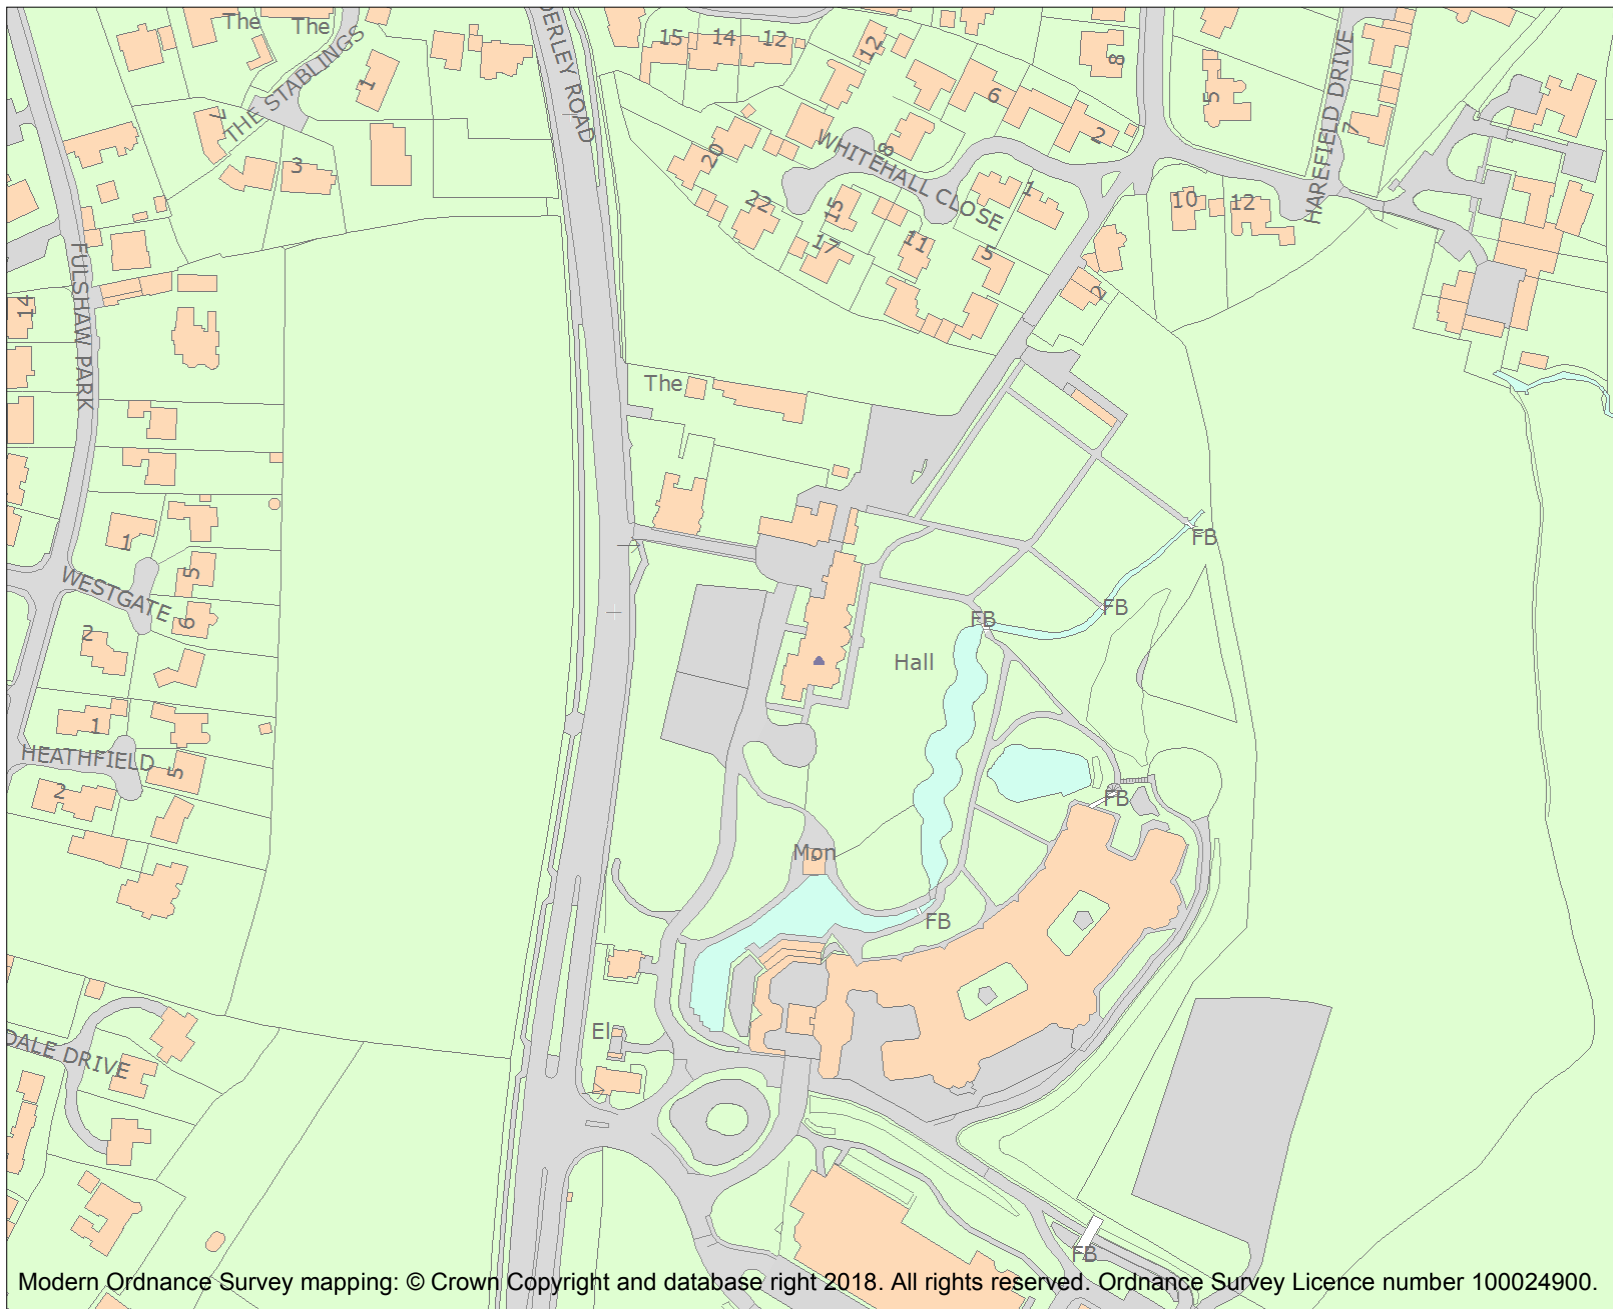 The
The
15
14
12
12
8
DERLEY ROAD
THE STABLINGS
1
7
3
6
2
5
HAREFIELD DRIVE
7
20
8
WHITEHALL CLOSE
1
22
15
17
11
5
10
12
2
FULSHAW PARK
14
The
1
5
WESTGATE
6
2
FB
FB
FB
Hall
1
HEATHFIELD
5
2
FB
Mon
FB
El
DALE DRIVE
FB
Modern Ordnance Survey mapping: © Crown Copyright and database right 2018. All rights reserved. Ordnance Survey Licence number 100024900.